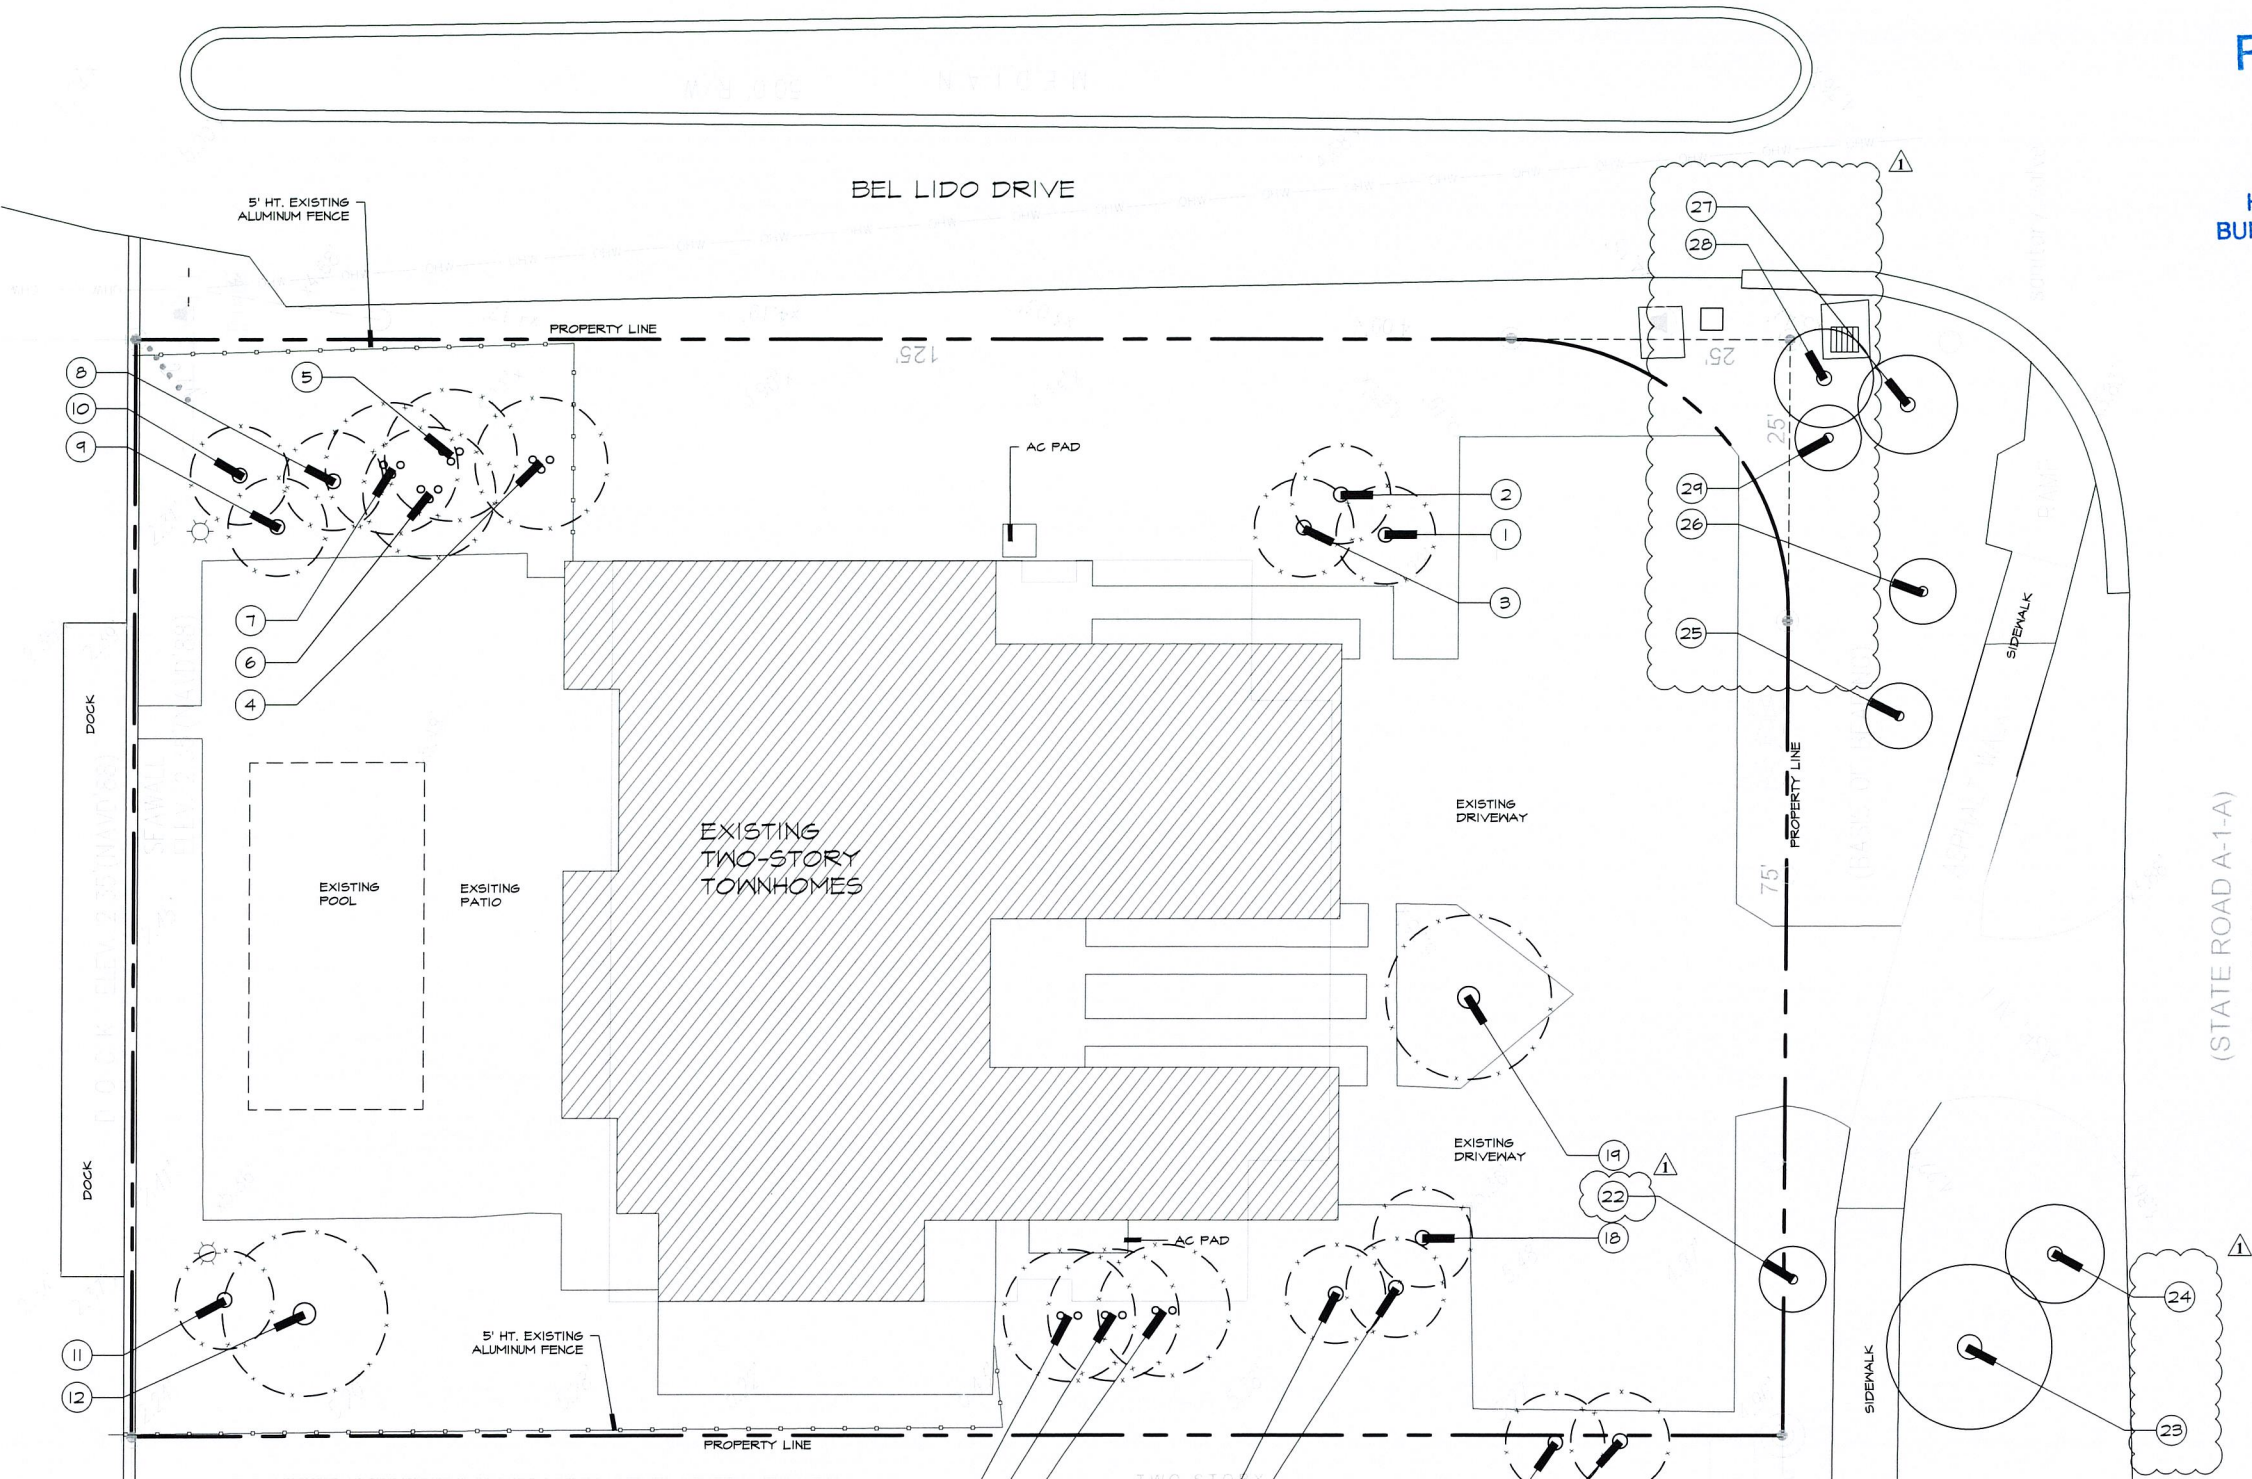 BEL LIDO DRIVE
5' HT. EXISTING
ALUMINUM FENCE
PROPERTY LINE
125'
25'
25'
1
27
28
8
10
9
5
AC PAD
2
1
3
29
26
25
7
6
4
SIDEWALK
DOCK
EXISTING
POOL
EXSITING
PATIO
EXISTING
TWO-STORY
TOWNHOMES
EXISTING
DRIVEWAY
PROPERTY LINE
75'
(STATE ROAD A-1-A)
DOCK
EXISTING
DRIVEWAY
19
1
22
18
AC PAD
1
24
23
11
12
5' HT. EXISTING
ALUMINUM FENCE
SIDEWALK
PROPERTY LINE